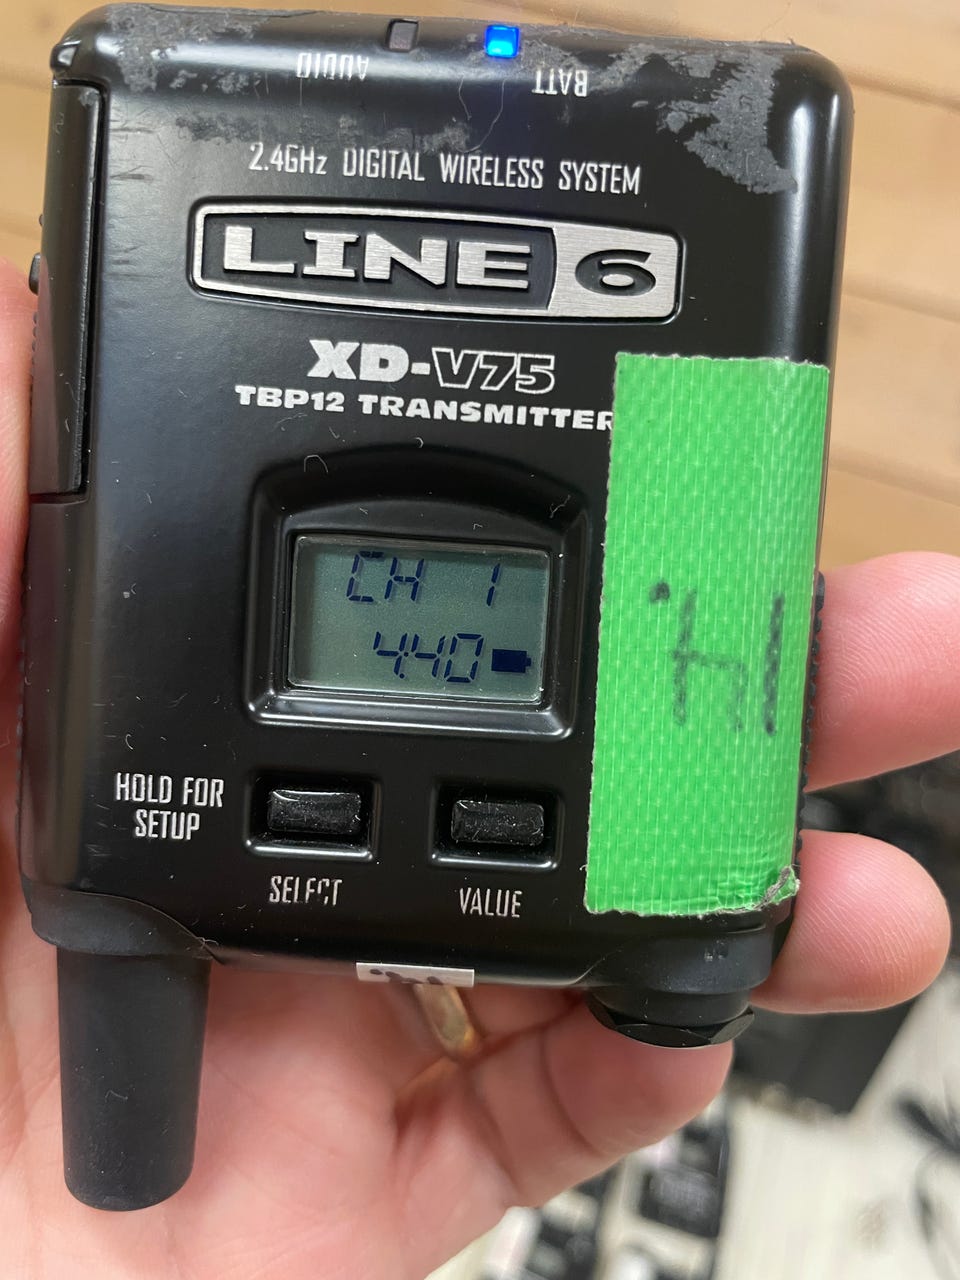 AUDIO
BATT
2.4GHz DIGITAL WIRELESS SYSTEM
LINE 6
XD-V75
TBP12 TRANSMITTER
CH 1
4:40
HOLD FOR
SETUP
SELECT
VALUE
14.